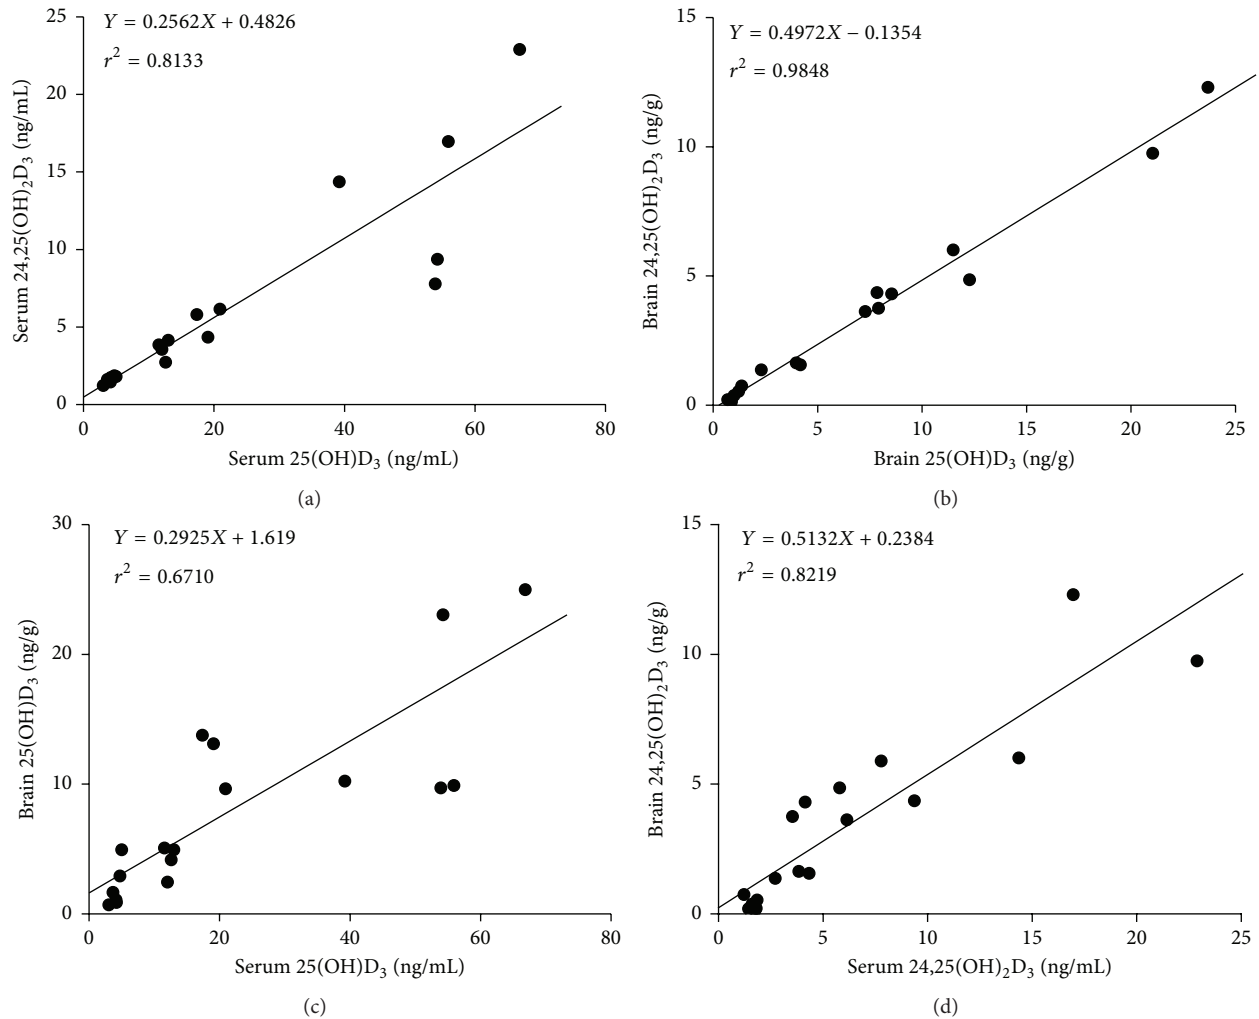 Y = 0.2562X + 0.4826
r² = 0.8133
25
20
15
10
5
0
Serum 24,25(OH)₂D₃ (ng/mL)
0 20 40 60 80
Serum 25(OH)D₃ (ng/mL)
(a)
Y = 0.4972X − 0.1354
r² = 0.9848
15
10
5
0
Brain 24,25(OH)₂D₃ (ng/g)
0 5 10 15 20 25
Brain 25(OH)D₃ (ng/g)
(b)
Y = 0.2925X + 1.619
r² = 0.6710
30
20
10
0
Brain 25(OH)D₃ (ng/g)
0 20 40 60 80
Serum 25(OH)D₃ (ng/mL)
(c)
Y = 0.5132X + 0.2384
r² = 0.8219
15
10
5
0
Brain 24,25(OH)₂D₃ (ng/g)
0 5 10 15 20 25
Serum 24,25(OH)₂D₃ (ng/mL)
(d)